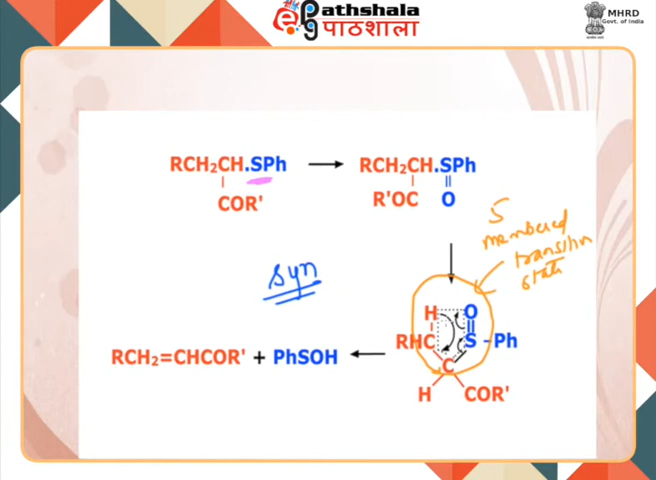 epathshala
पाठशाला
MHRD
Govt. of India
RCH₂CH.SPh → RCH₂CH.SPh
COR' R'OC O
5
membered
transition
state
Syn
H O
RHC S - Ph
C
H COR'
RCH₂=CHCOR' + PhSOH